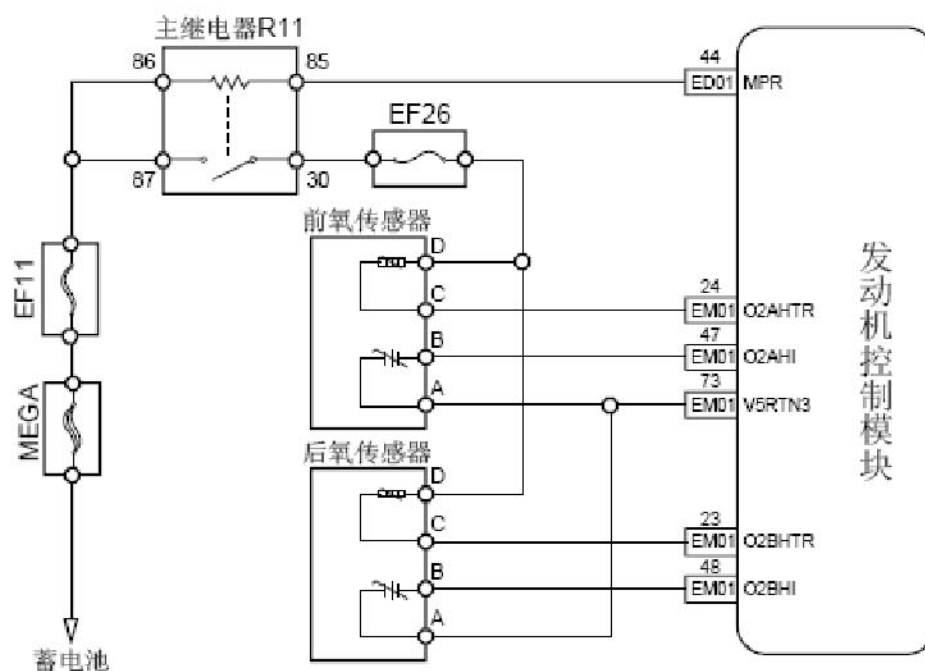 主继电器R11
86
85
87
30
EF26
44
ED01
MPR
前氧传感器
D
C
B
A
24
EM01
O2AHTR
47
EM01
O2AHI
73
EM01
V5RTN3
EF11
MEGA
后氧传感器
D
C
B
A
23
EM01
O2BHTR
48
EM01
O2BHI
发动机控制模块
蓄电池